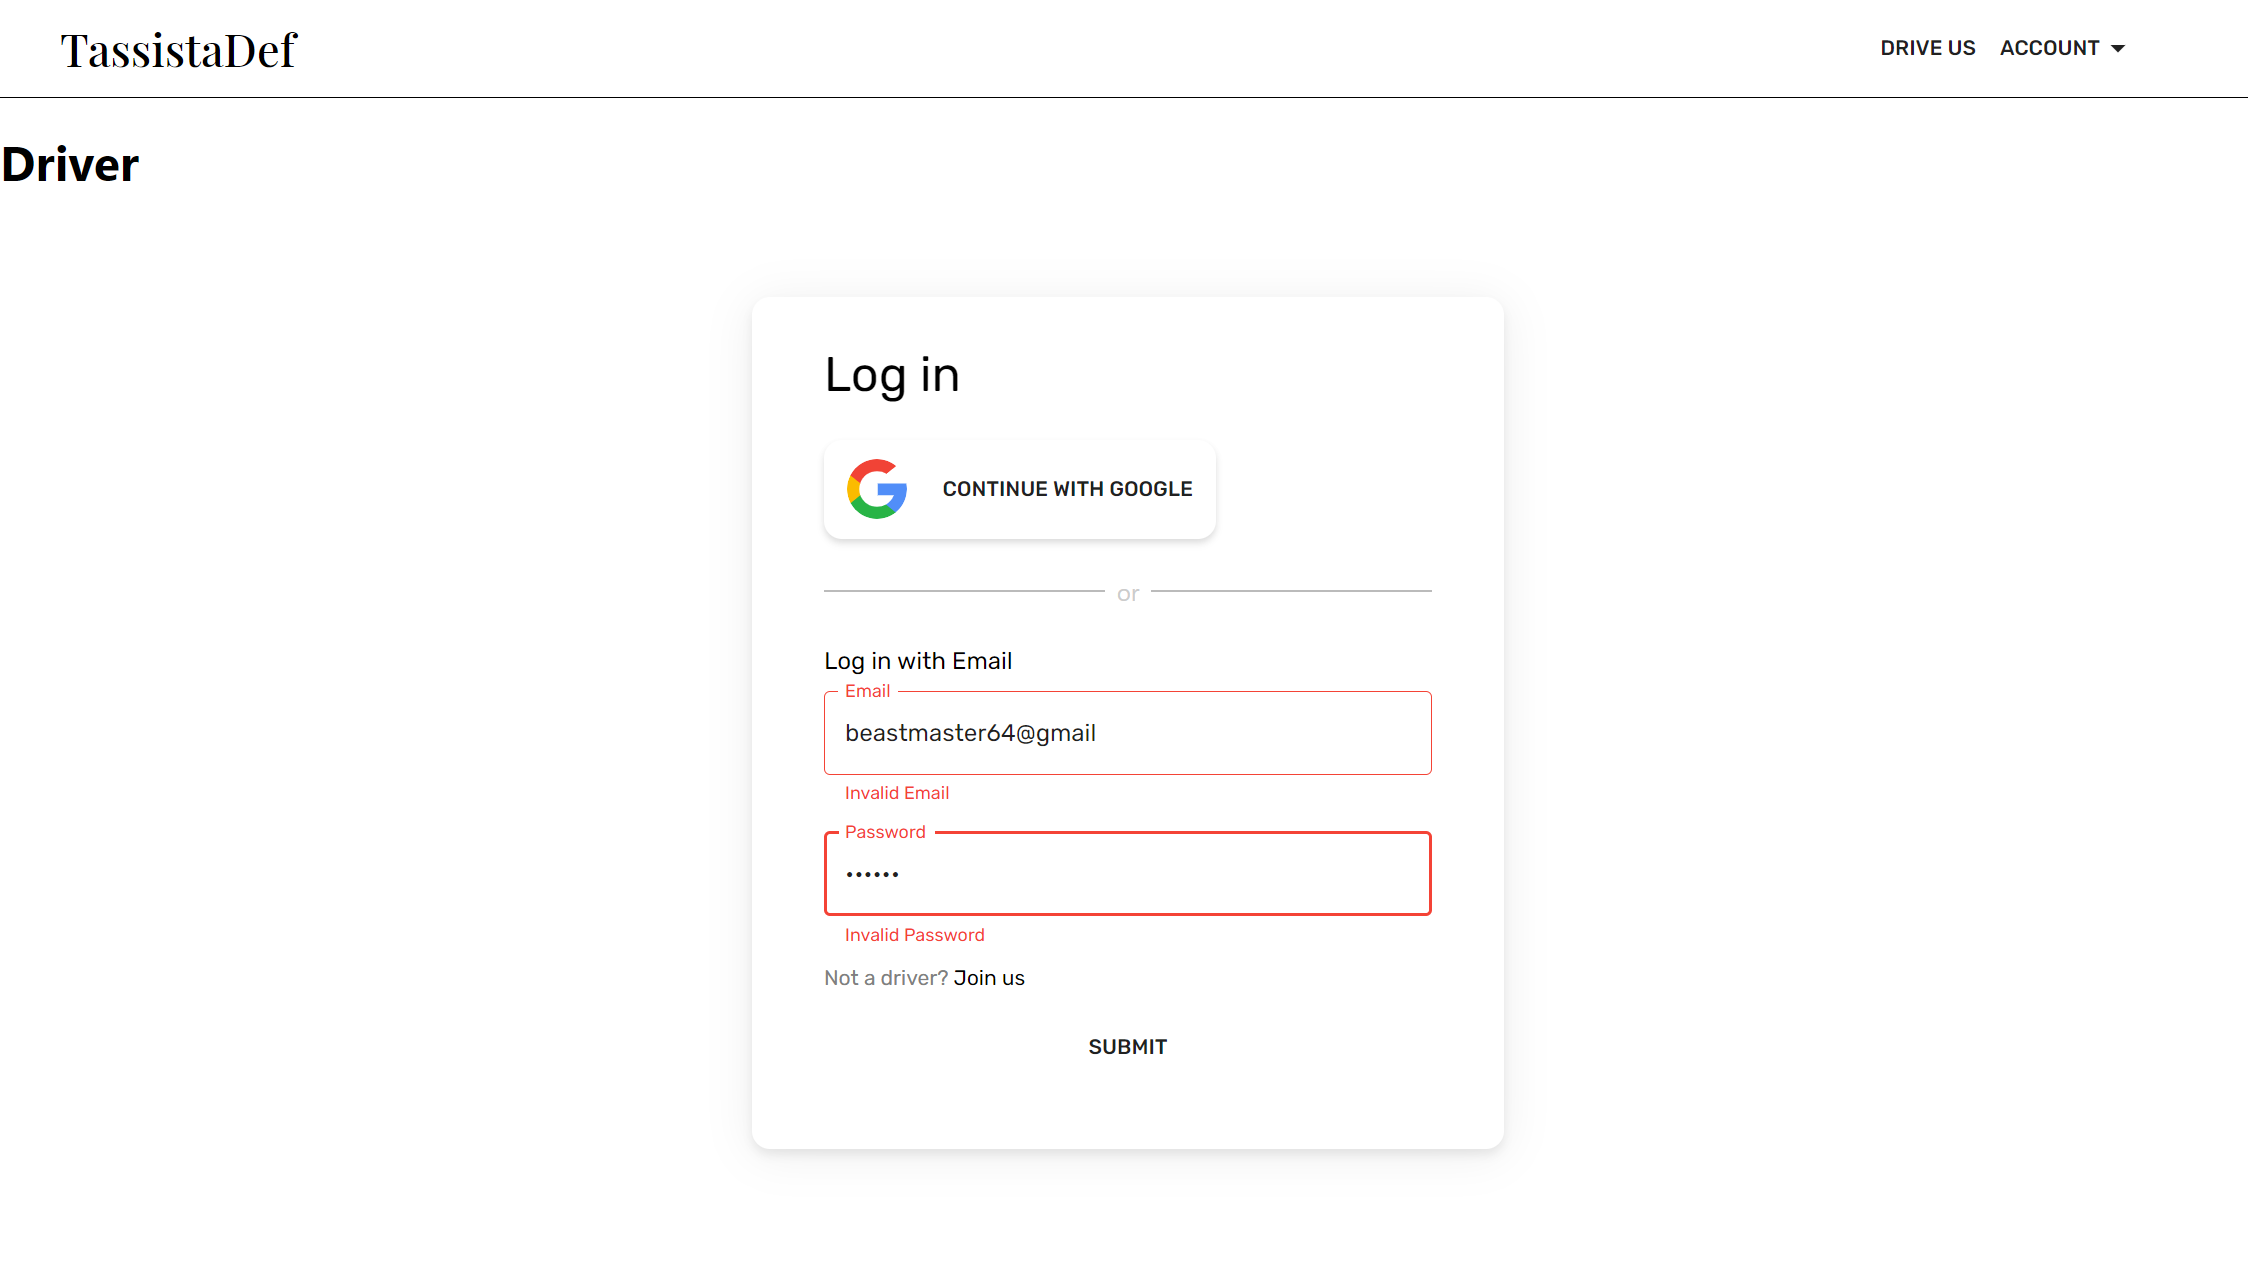 TassistaDef
DRIVE US ACCOUNT
Driver
Log in
CONTINUE WITH GOOGLE
or
Log in with Email
Email
beastmaster64@gmail
Invalid Email
Password
••••••
Invalid Password
Not a driver? Join us
SUBMIT